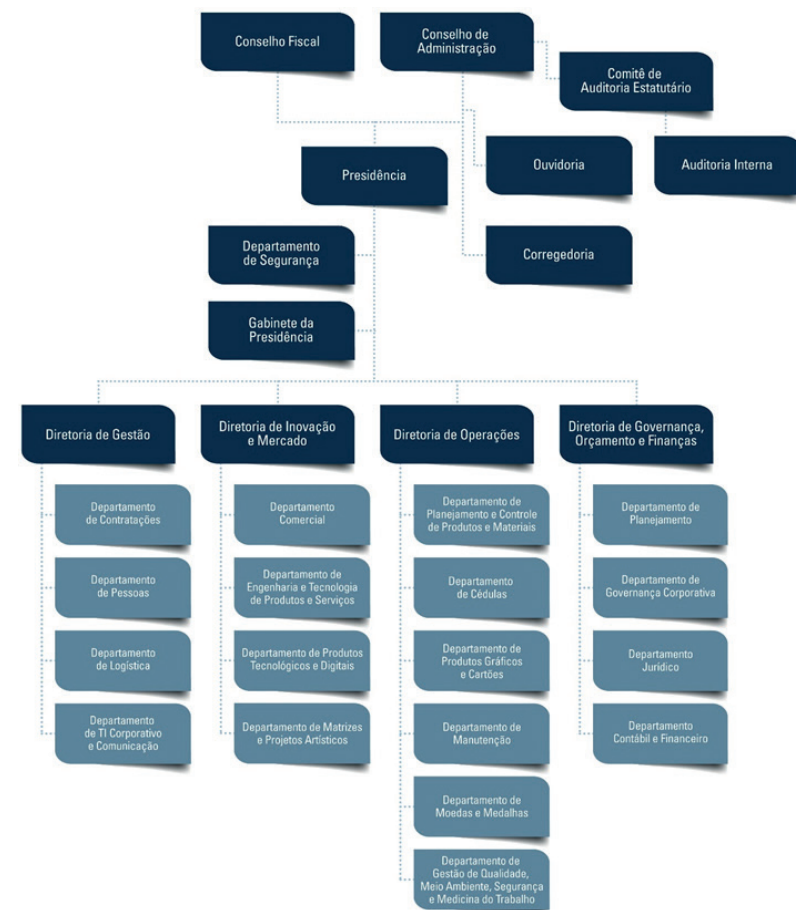 Conselho Fiscal
Conselho de
Administração
Comitê de
Auditoria Estatutário
Presidência
Ouvidoria
Auditoria Interna
Departamento
de Segurança
Corregedoria
Gabinete da
Presidência
Diretoria de Gestão
Diretoria de Inovação
e Mercado
Diretoria de Operações
Diretoria de Governança,
Orçamento e Finanças
Departamento
de Contratações
Departamento
de Pessoas
Departamento
de Logística
Departamento
de TI Corporativo
e Comunicação
Departamento
Comercial
Departamento de
Engenharia e Tecnologia
de Produtos e Serviços
Departamento de Produtos
Tecnológicos e Digitais
Departamento de Matrizes
e Projetos Artísticos
Departamento de
Planejamento e Controle
de Produtos e Materiais
Departamento
de Cédulas
Departamento de
Produtos Gráficos
e Cartões
Departamento de
Manutenção
Departamento de
Moedas e Medalhas
Departamento de
Gestão de Qualidade,
Meio Ambiente, Segurança
e Medicina do Trabalho
Departamento de
Planejamento
Departamento de
Governança Corporativa
Departamento
Jurídico
Departamento
Contábil e Financeiro